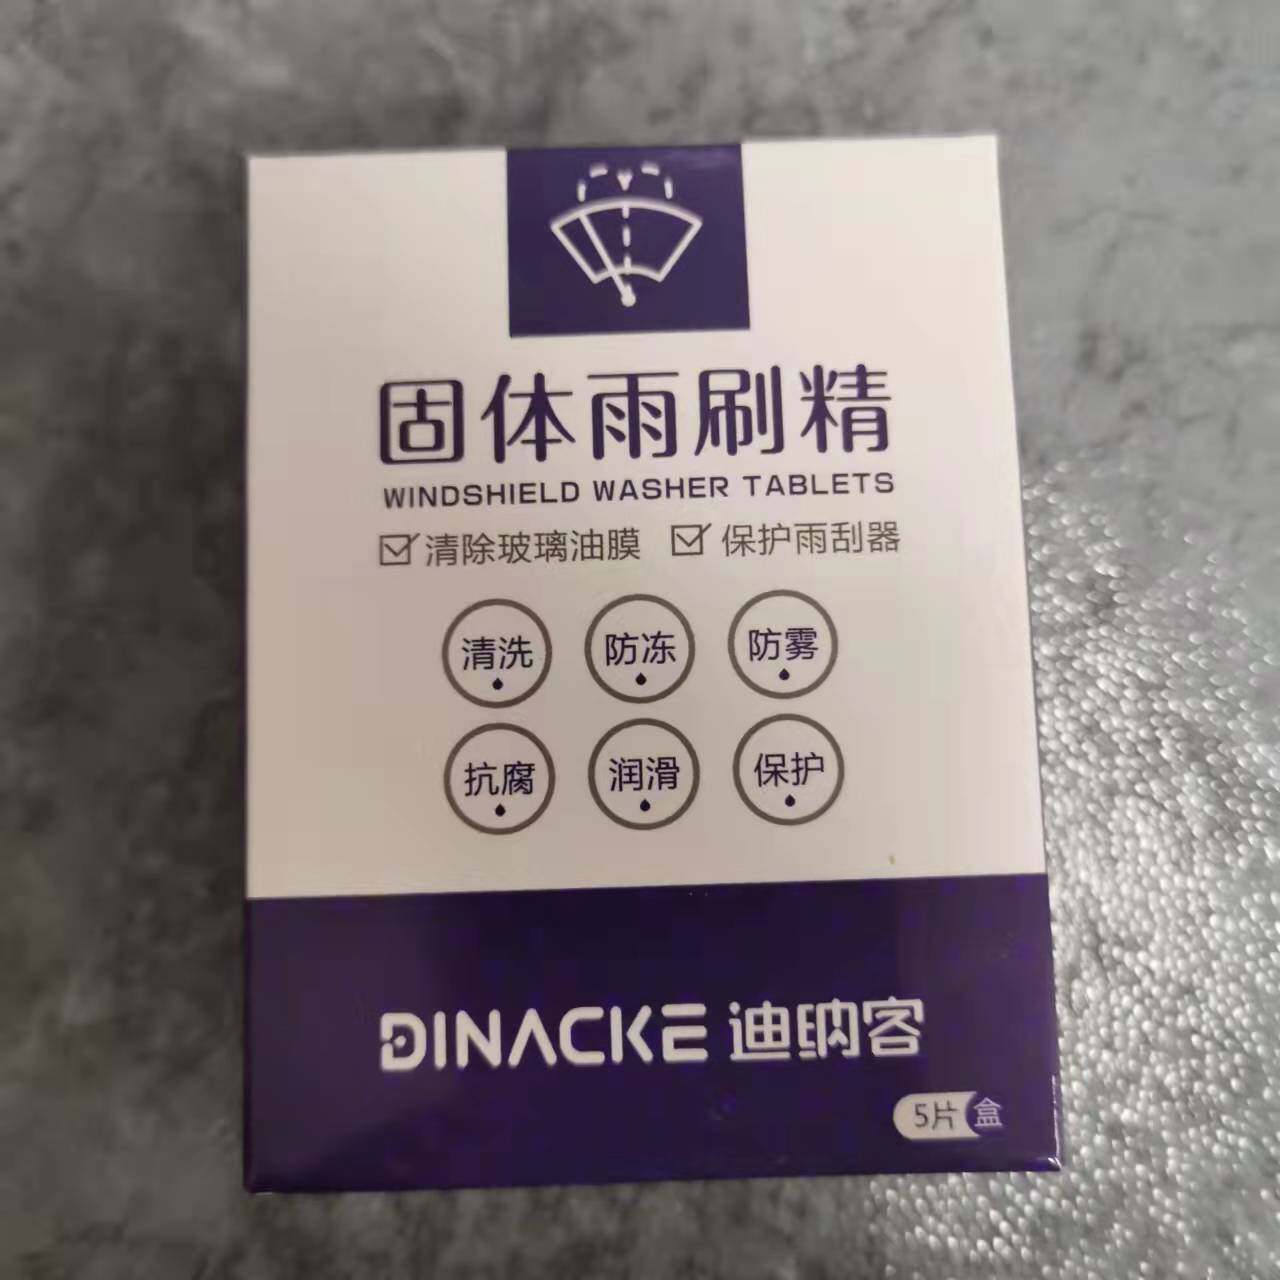 固体雨刷精
WINDSHIELD WASHER TABLETS
清除玻璃油膜 保护雨刮器
清洗 防冻 防雾
抗腐 润滑 保护
DINACKE 迪纳客
5片 盒